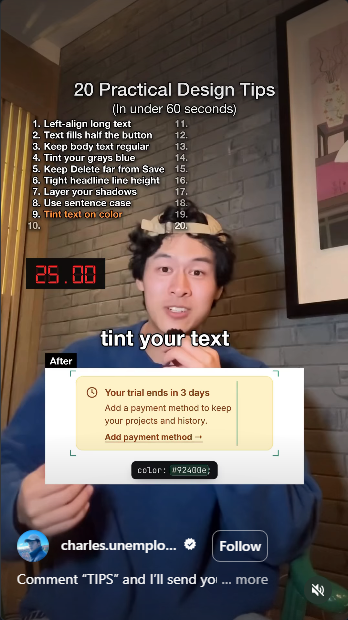 20 Practical Design Tips
(In under 60 seconds)
1. Left-align long text
2. Text fills half the button
3. Keep body text regular
4. Tint your grays blue
5. Keep Delete far from Save
6. Tight headline line height
7. Layer your shadows
8. Use sentence case
9. Tint text on color
10.
11.
12.
13.
14.
15.
16.
17.
18.
19.
20.
25.00
tint your text
After
Your trial ends in 3 days
Add a payment method to keep
your projects and history.
Add payment method →
color: #92400e;
charles.unemplo...
Follow
Comment “TIPS” and I’ll send you ... more